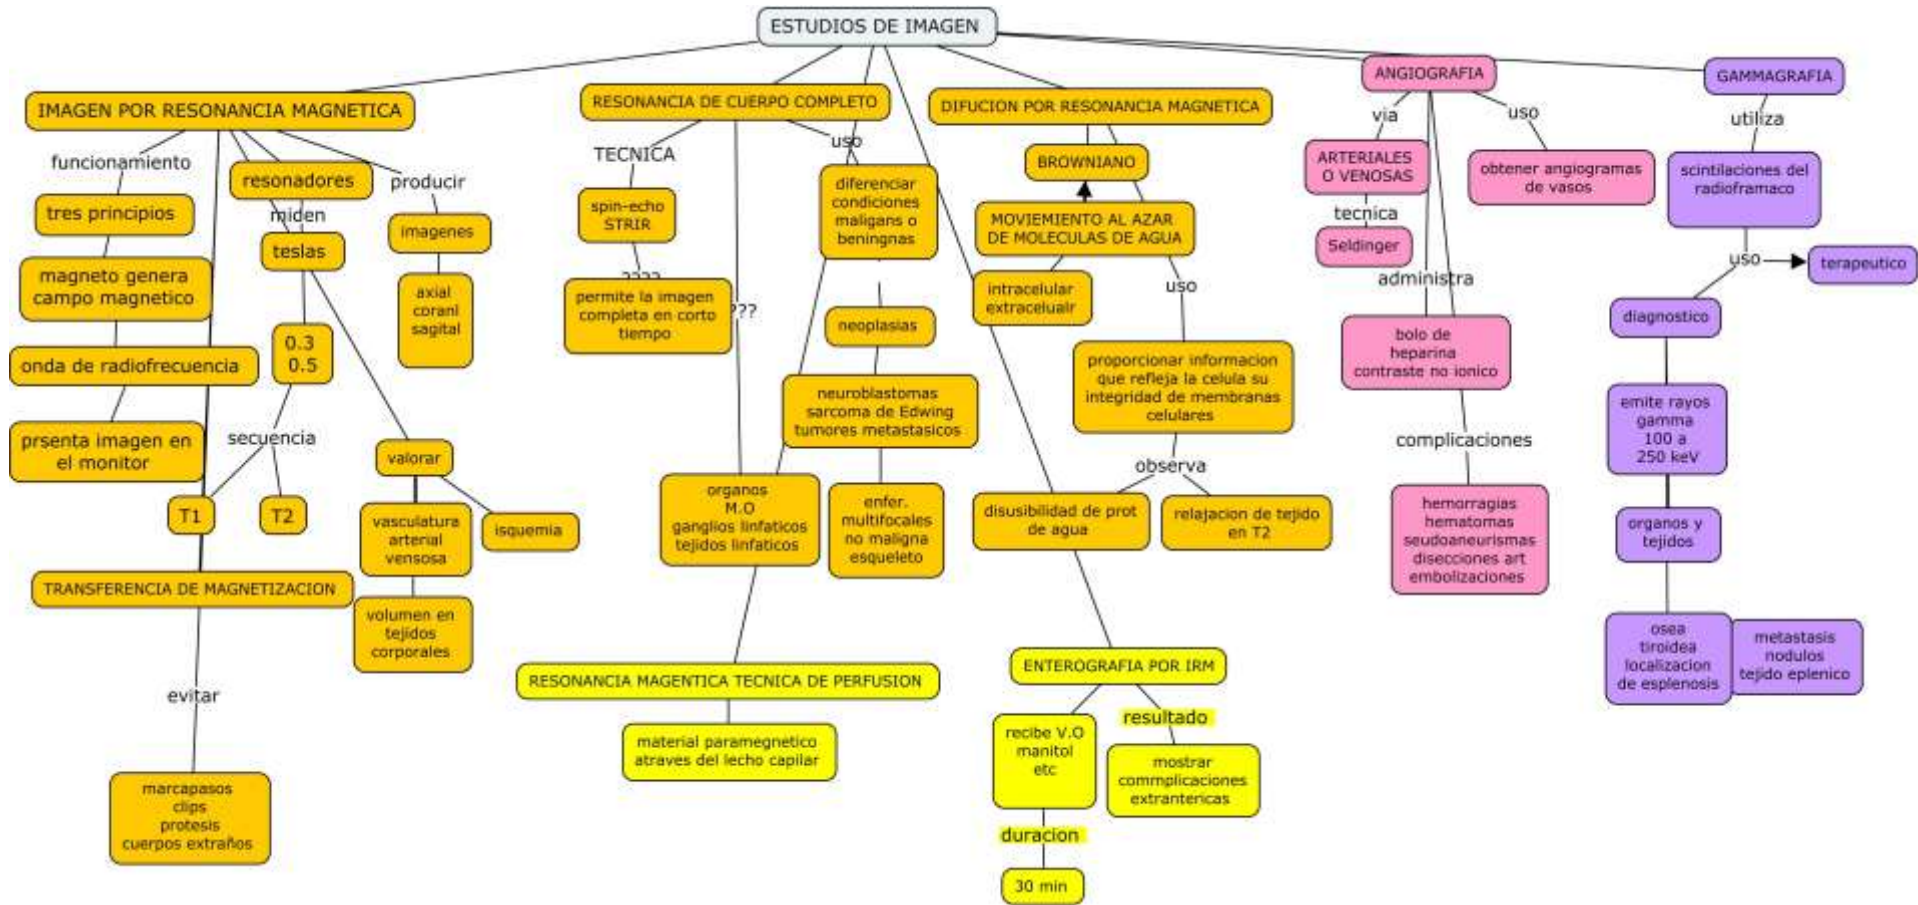 ESTUDIOS DE IMAGEN
IMAGEN POR RESONANCIA MAGNETICA
funcionamiento
tres principios
magneto genera
campo magnetico
onda de radiofrecuencia
prsenta imagen en
el monitor
resonadores
miden
teslas
0.3
0.5
secuencia
T1
T2
producir
imagenes
axial
coranl
sagital
valorar
vasculatura
arterial
vensosa
isquemia
volumen en
tejidos
corporales
TRANSFERENCIA DE MAGNETIZACION
evitar
marcapasos
clips
protesis
cuerpos extraños
RESONANCIA DE CUERPO COMPLETO
TECNICA
spin-echo
STRIR
????
permite la imagen
completa en corto
tiempo
???
organos
M.O
ganglios linfaticos
tejidos linfaticos
uso
diferenciar
condiciones
maligans o
beningnas
neoplasias
neuroblastomas
sarcoma de Edwing
tumores metastasicos
enfer.
multifocales
no maligna
esqueleto
RESONANCIA MAGENTICA TECNICA DE PERFUSION
material paramegnetico
atraves del lecho capilar
DIFUCION POR RESONANCIA MAGNETICA
BROWNIANO
MOVIEMIENTO AL AZAR
DE MOLECULAS DE AGUA
intracelular
extracelualr
uso
proporcionar informacion
que refleja la celula su
integridad de membranas
celulares
observa
disusibilidad de prot
de agua
relajacion de tejido
en T2
ENTEROGRAFIA POR IRM
recibe V.O
manitol
etc
duracion
30 min
resultado
mostrar
commplicaciones
extrantericas
ANGIOGRAFIA
via
ARTERIALES
O VENOSAS
tecnica
Seldinger
uso
obtener angiogramas
de vasos
administra
bolo de
heparina
contraste no ionico
complicaciones
hemorragias
hematomas
seudoaneurismas
disecciones art
embolizaciones
GAMMAGRAFIA
utiliza
scintilaciones del
radioframaco
uso
terapeutico
diagnostico
emite rayos
gamma
100 a
250 keV
organos y
tejidos
osea
tiroidea
localizacion
de esplenosis
metastasis
nodulos
tejido eplenico